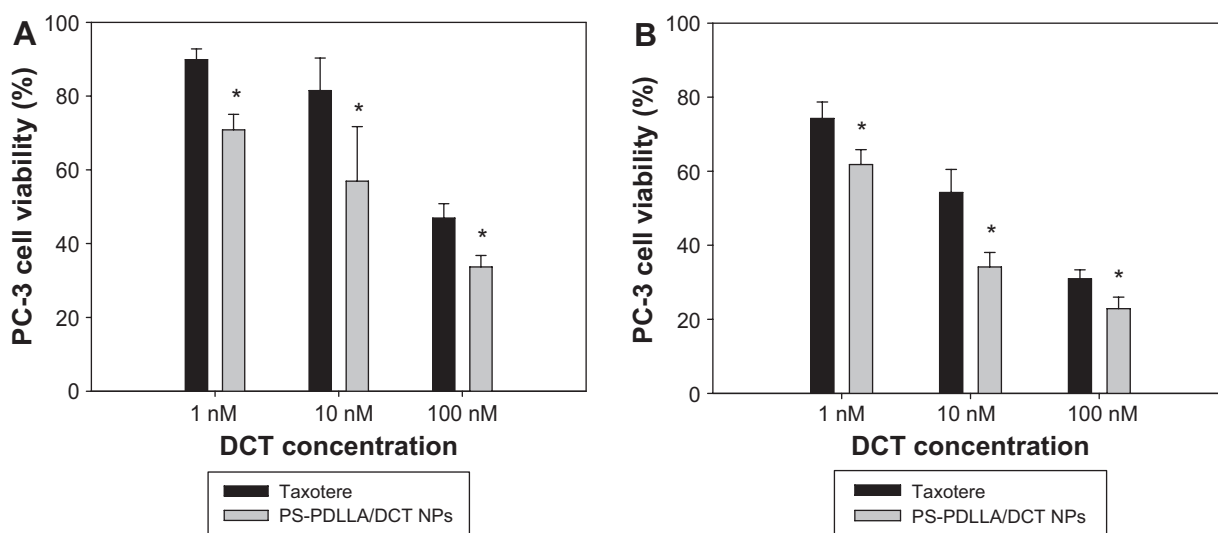 A
PC-3 cell viability (%)
100
80
60
40
20
0
*
*
*
1 nM
10 nM
100 nM
DCT concentration
Taxotere
PS-PDLLA/DCT NPs
B
PC-3 cell viability (%)
100
80
60
40
20
0
*
*
*
1 nM
10 nM
100 nM
DCT concentration
Taxotere
PS-PDLLA/DCT NPs